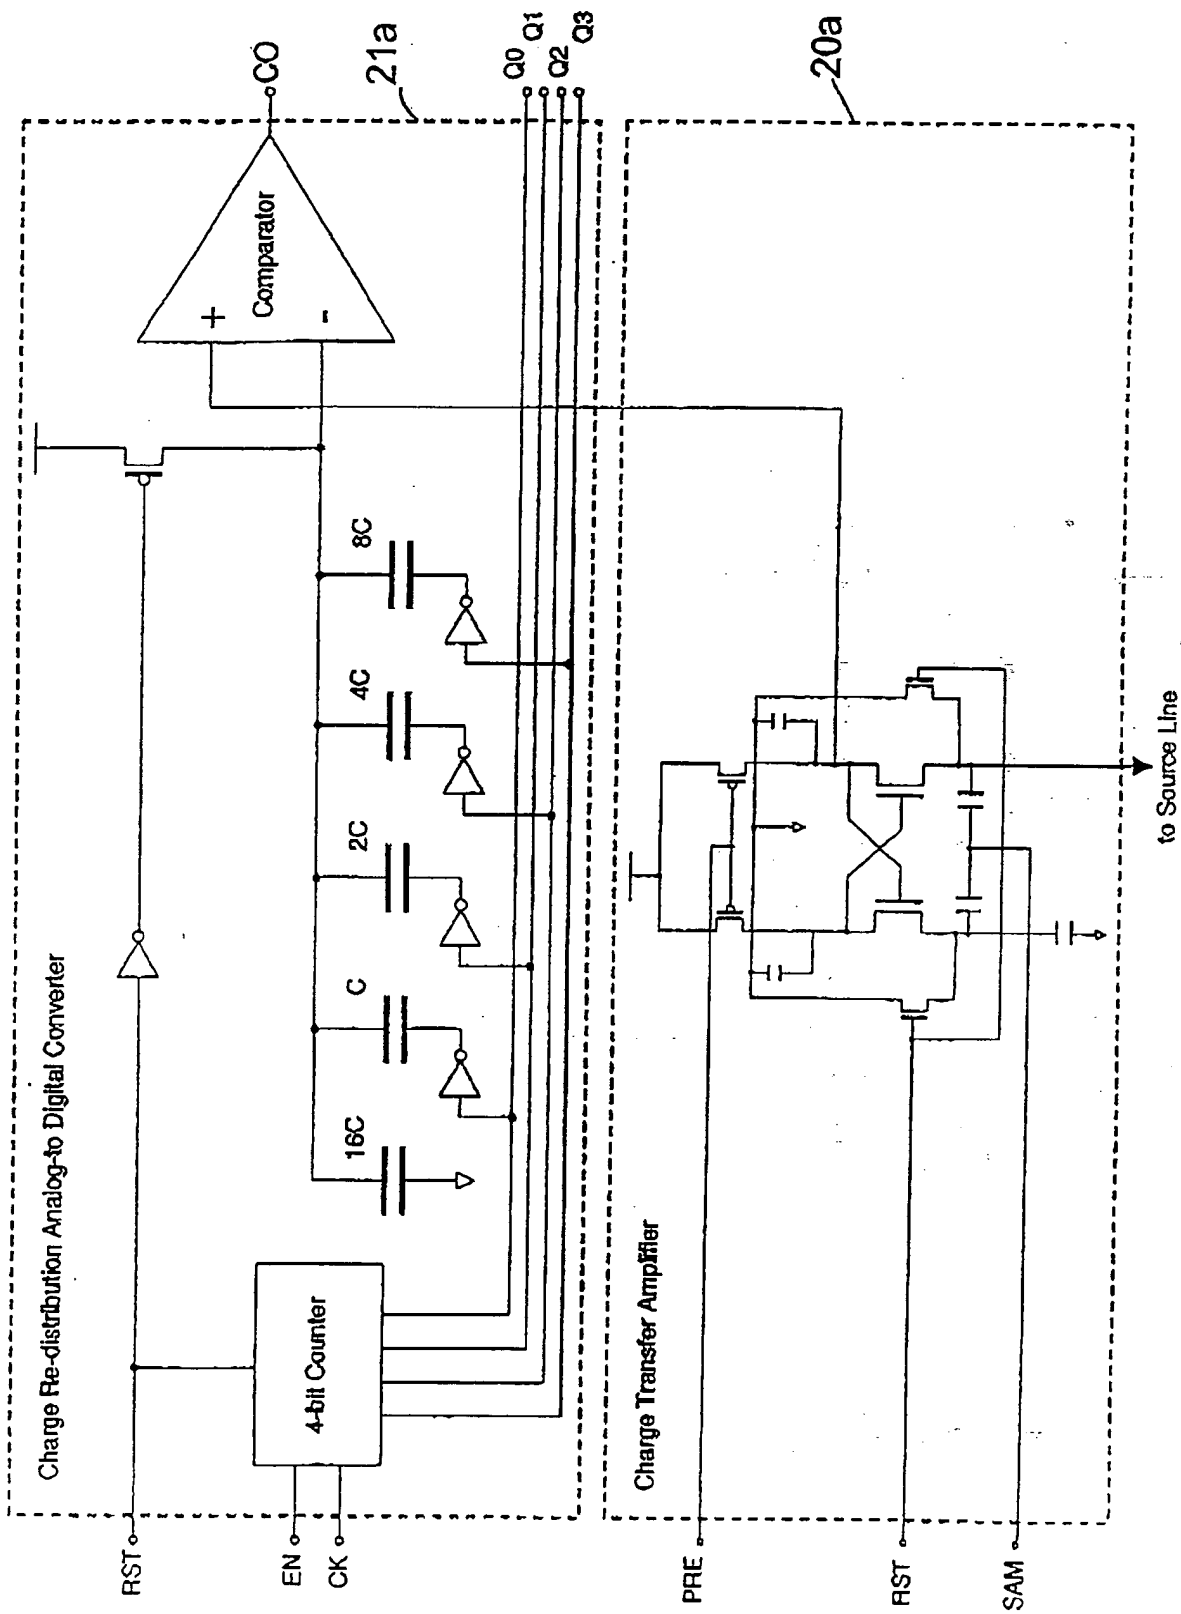 Charge Re-distribution Analog-to Digital Converter
RST
EN
CK
4-bit Counter
16C
C
2C
4C
8C
+
-
Comparator
CO
21a
Q0
Q1
Q2
Q3
Charge Transfer Amplifier
PRE
RST
SAM
20a
to Source Line